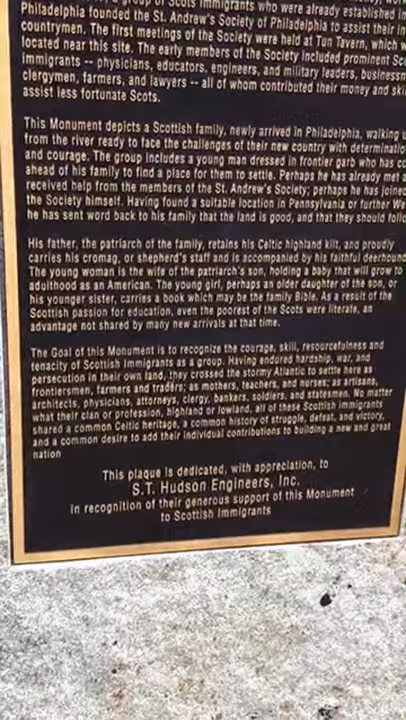 a group of Scots immigrants who were already established in
Philadelphia founded the St. Andrew's Society of Philadelphia to assist
countrymen. The first meetings of the Society were held at Tun Tavern, which
located near this site. The early members of the Society included prominent
immigrants -- physicians, educators, engineers, and military leaders,
clergymen, farmers, and lawyers -- all of whom contributed their money and
assist less fortunate Scots.
This Monument depicts a Scottish family, newly arrived in Philadelphia, walking
from the river ready to face the challenges of their new country with
and courage. The group includes a young man dressed in frontier garb who has
ahead of his family to find a place for them to settle. Perhaps he has already
received help from the members of the St. Andrew's Society; perhaps he has joined
the Society himself. Having found a suitable location in Pennsylvania or further
he has sent word back to his family that the land is good, and that they should
His father, the patriarch of the family, retains his Celtic highland kilt, and proudly
carries his cromag, or shepherd's staff and is accompanied by his faithful deerhound
The young woman is the wife of the patriarch's son, holding a baby that will grow to
adulthood as an American. The young girl, perhaps an older daughter of the son, or
his younger sister, carries a book which may be the family Bible. As a result of the
Scottish passion for education, even the poorest of the Scots were literate, an
advantage not shared by many new arrivals at that time.
The Goal of this Monument is to recognize the courage, skill, resourcefulness and
tenacity of Scottish Immigrants as a group. Having endured hardship, war, and
persecution in their own land, they crossed the stormy Atlantic to settle here as
frontiersmen, farmers and traders; as mothers, teachers, and nurses; as artisans,
architects, physicians, attorneys, clergy, bankers, soldiers, and statesmen. No matter
what their clan or profession, highland or lowland, all of these Scottish immigrants
shared a common Celtic heritage, a common history of struggle, defeat, and victory,
and a common desire to add their individual contributions to building a new and great
nation
This plaque is dedicated, with appreciation, to
S.T. Hudson Engineers, Inc.
In recognition of their generous support of this Monument
to Scottish Immigrants